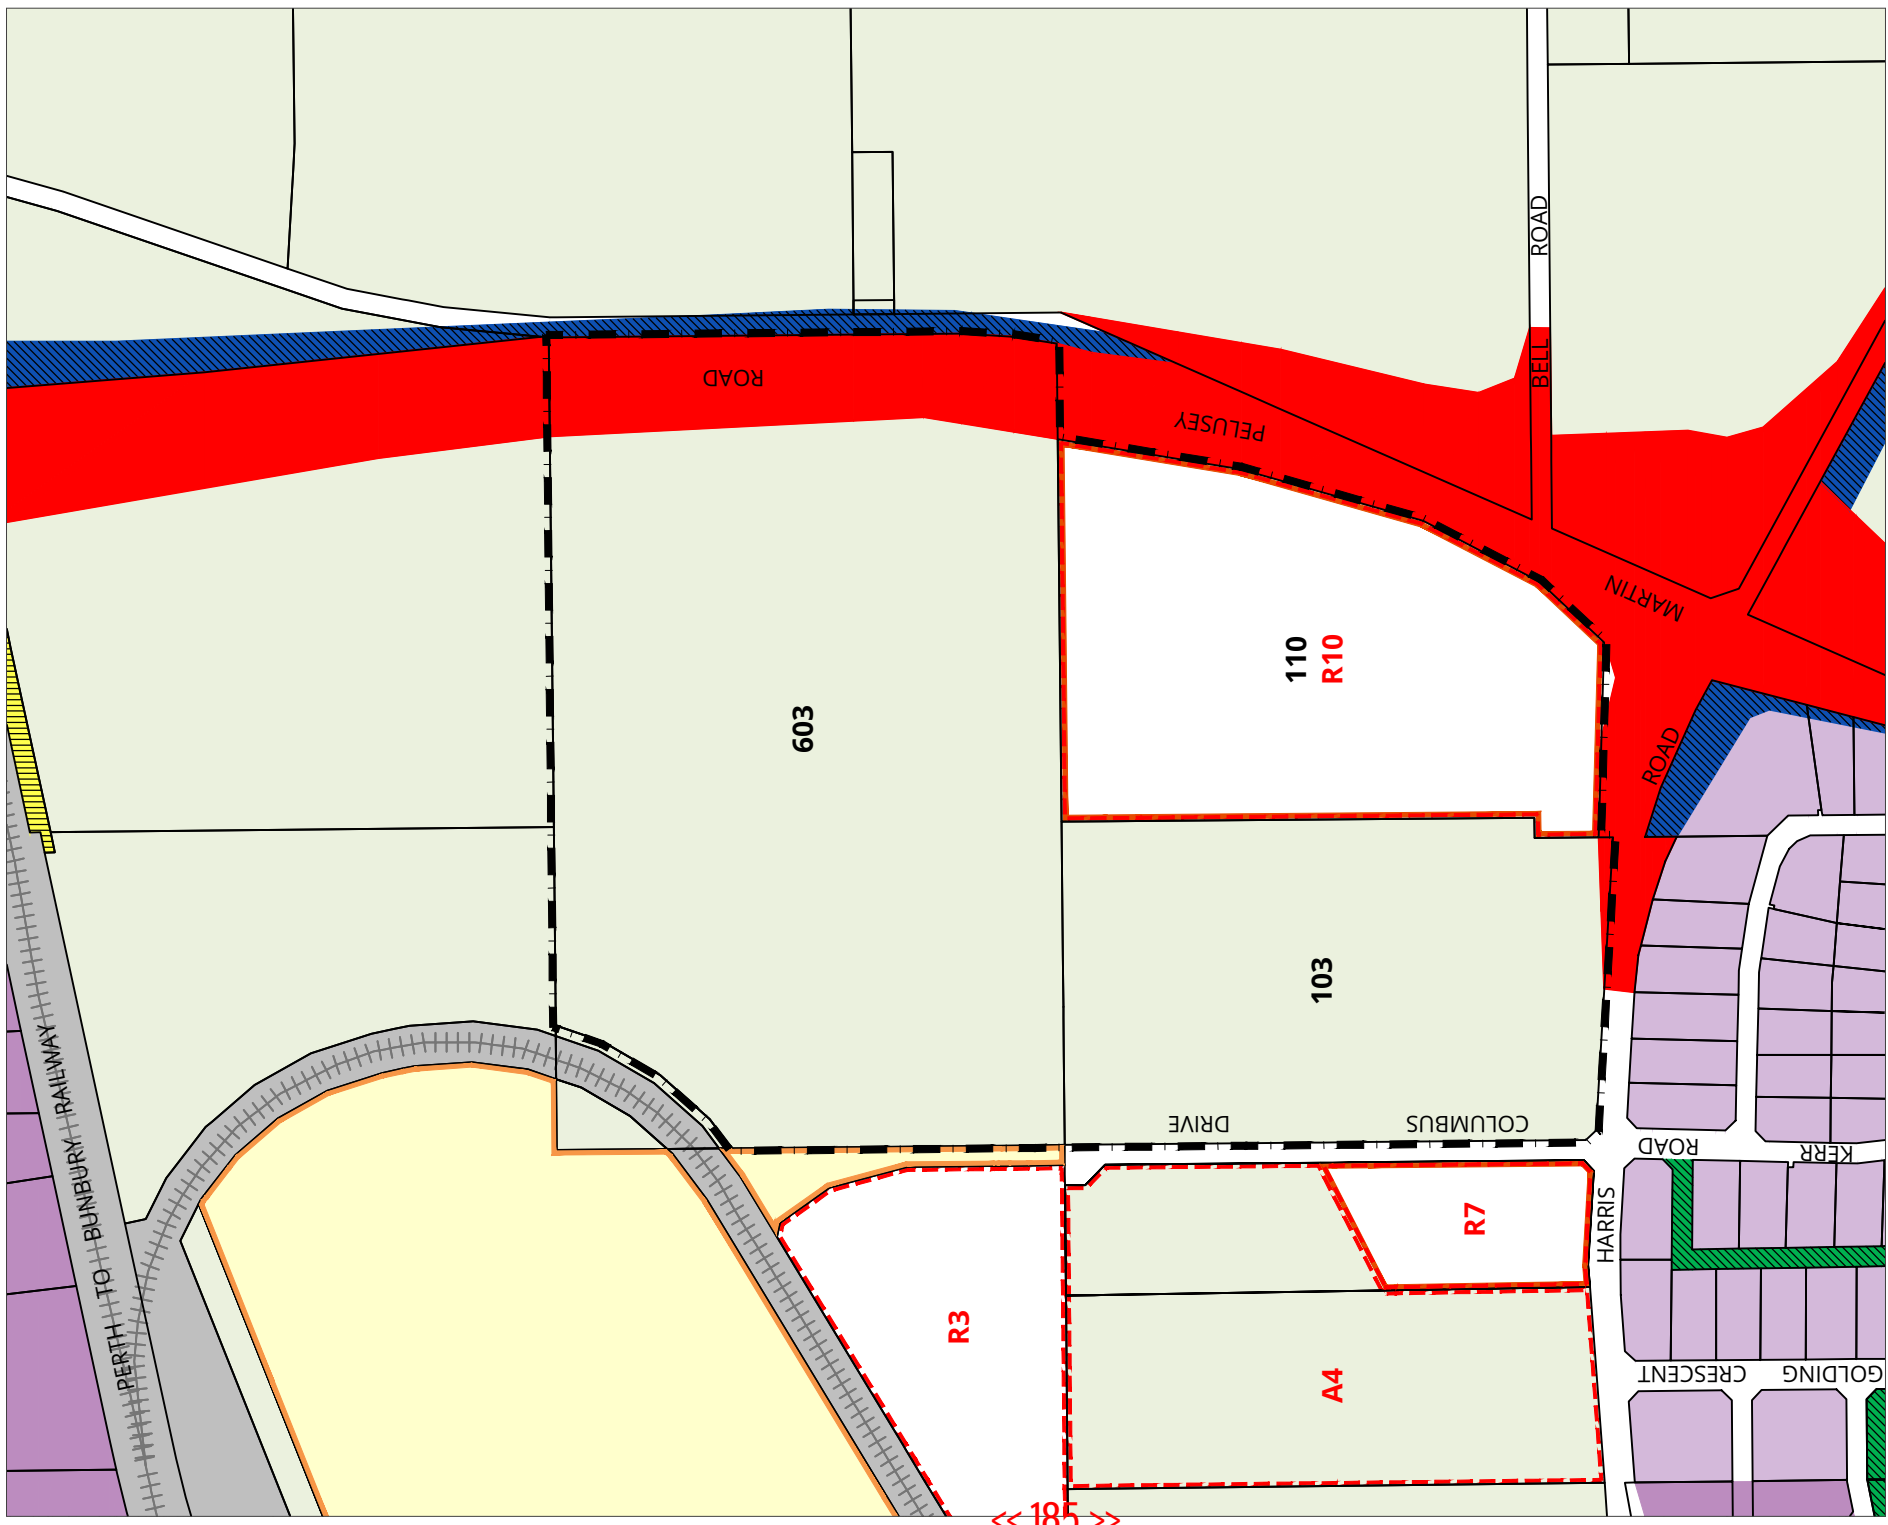 ROAD
BELL
ROAD
PELUSEY
MARTIN
ROAD
110
R10
603
103
DRIVE
COLUMBUS
ROAD
KERR
HARRIS
R7
R3
A4
CRESCENT
GOLDING
PERTH TO BUNBURY RAILWAY
<< 185 >>